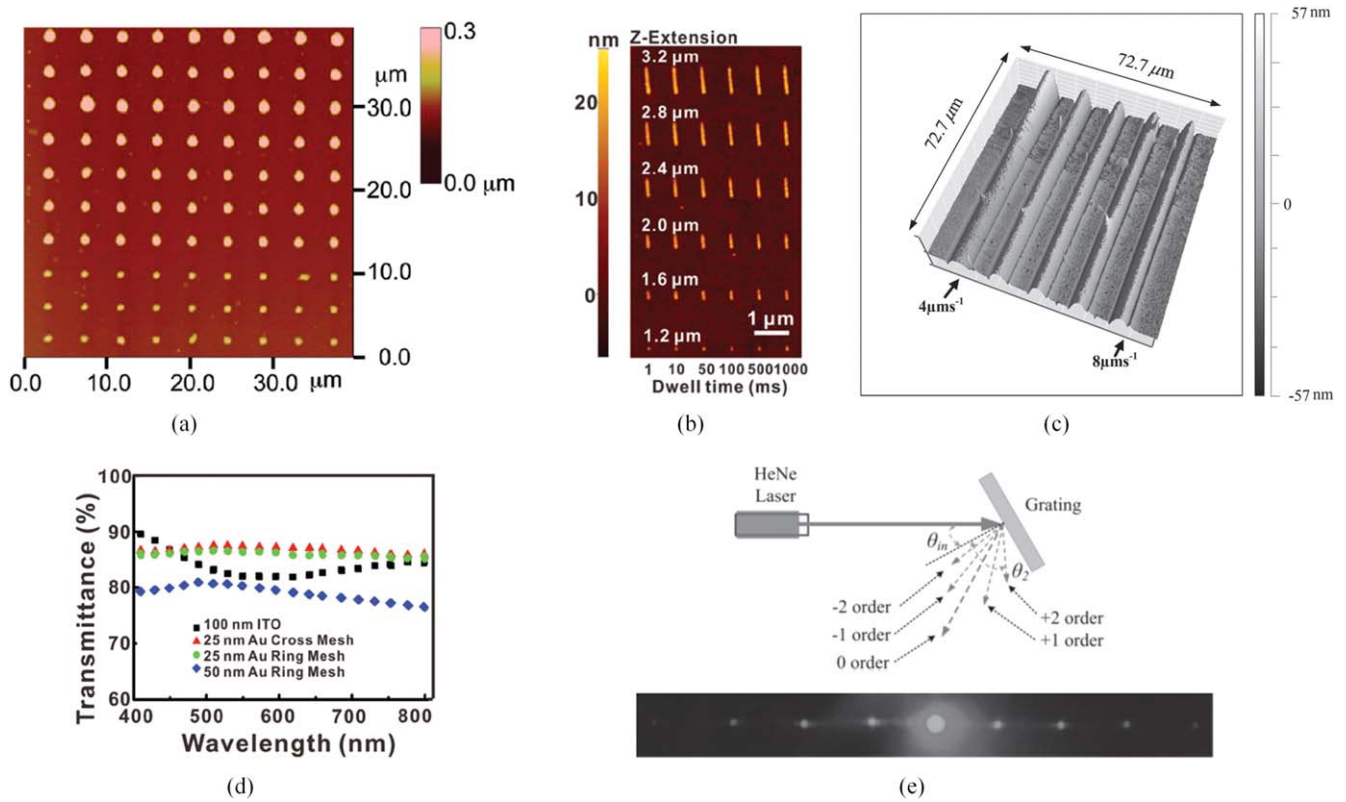 0.3
μm
30.0
0.0 μm
20.0
10.0
0.0
0.0 10.0 20.0 30.0 μm
(a)
nm Z-Extension
3.2 μm
20
2.8 μm
2.4 μm
10
2.0 μm
1.6 μm
0
1 μm
1.2 μm
1 10 50 100 500 1000
Dwell time (ms)
(b)
57 nm
72.7 μm
72.7 μm
0
4μms-1
8μms-1
-57 nm
(c)
100
90
80
70
60
Transmittance (%)
100 nm ITO
25 nm Au Cross Mesh
25 nm Au Ring Mesh
50 nm Au Ring Mesh
400 500 600 700 800
Wavelength (nm)
(d)
HeNe
Laser
Grating
θin
θ2
-2 order
-1 order
0 order
+2 order
+1 order
(e)